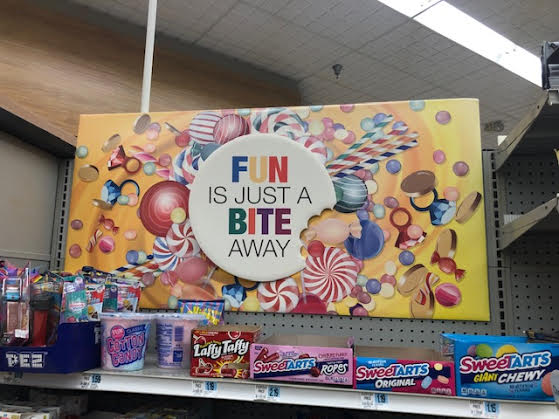 FUN
IS JUST A
BITE
AWAY
PEZ
COTTON
CANDY
Laffy Taffy
SweeTARTS
ROPES
SweeTARTS
ORIGINAL
SweeTARTS
GIANT CHEWY